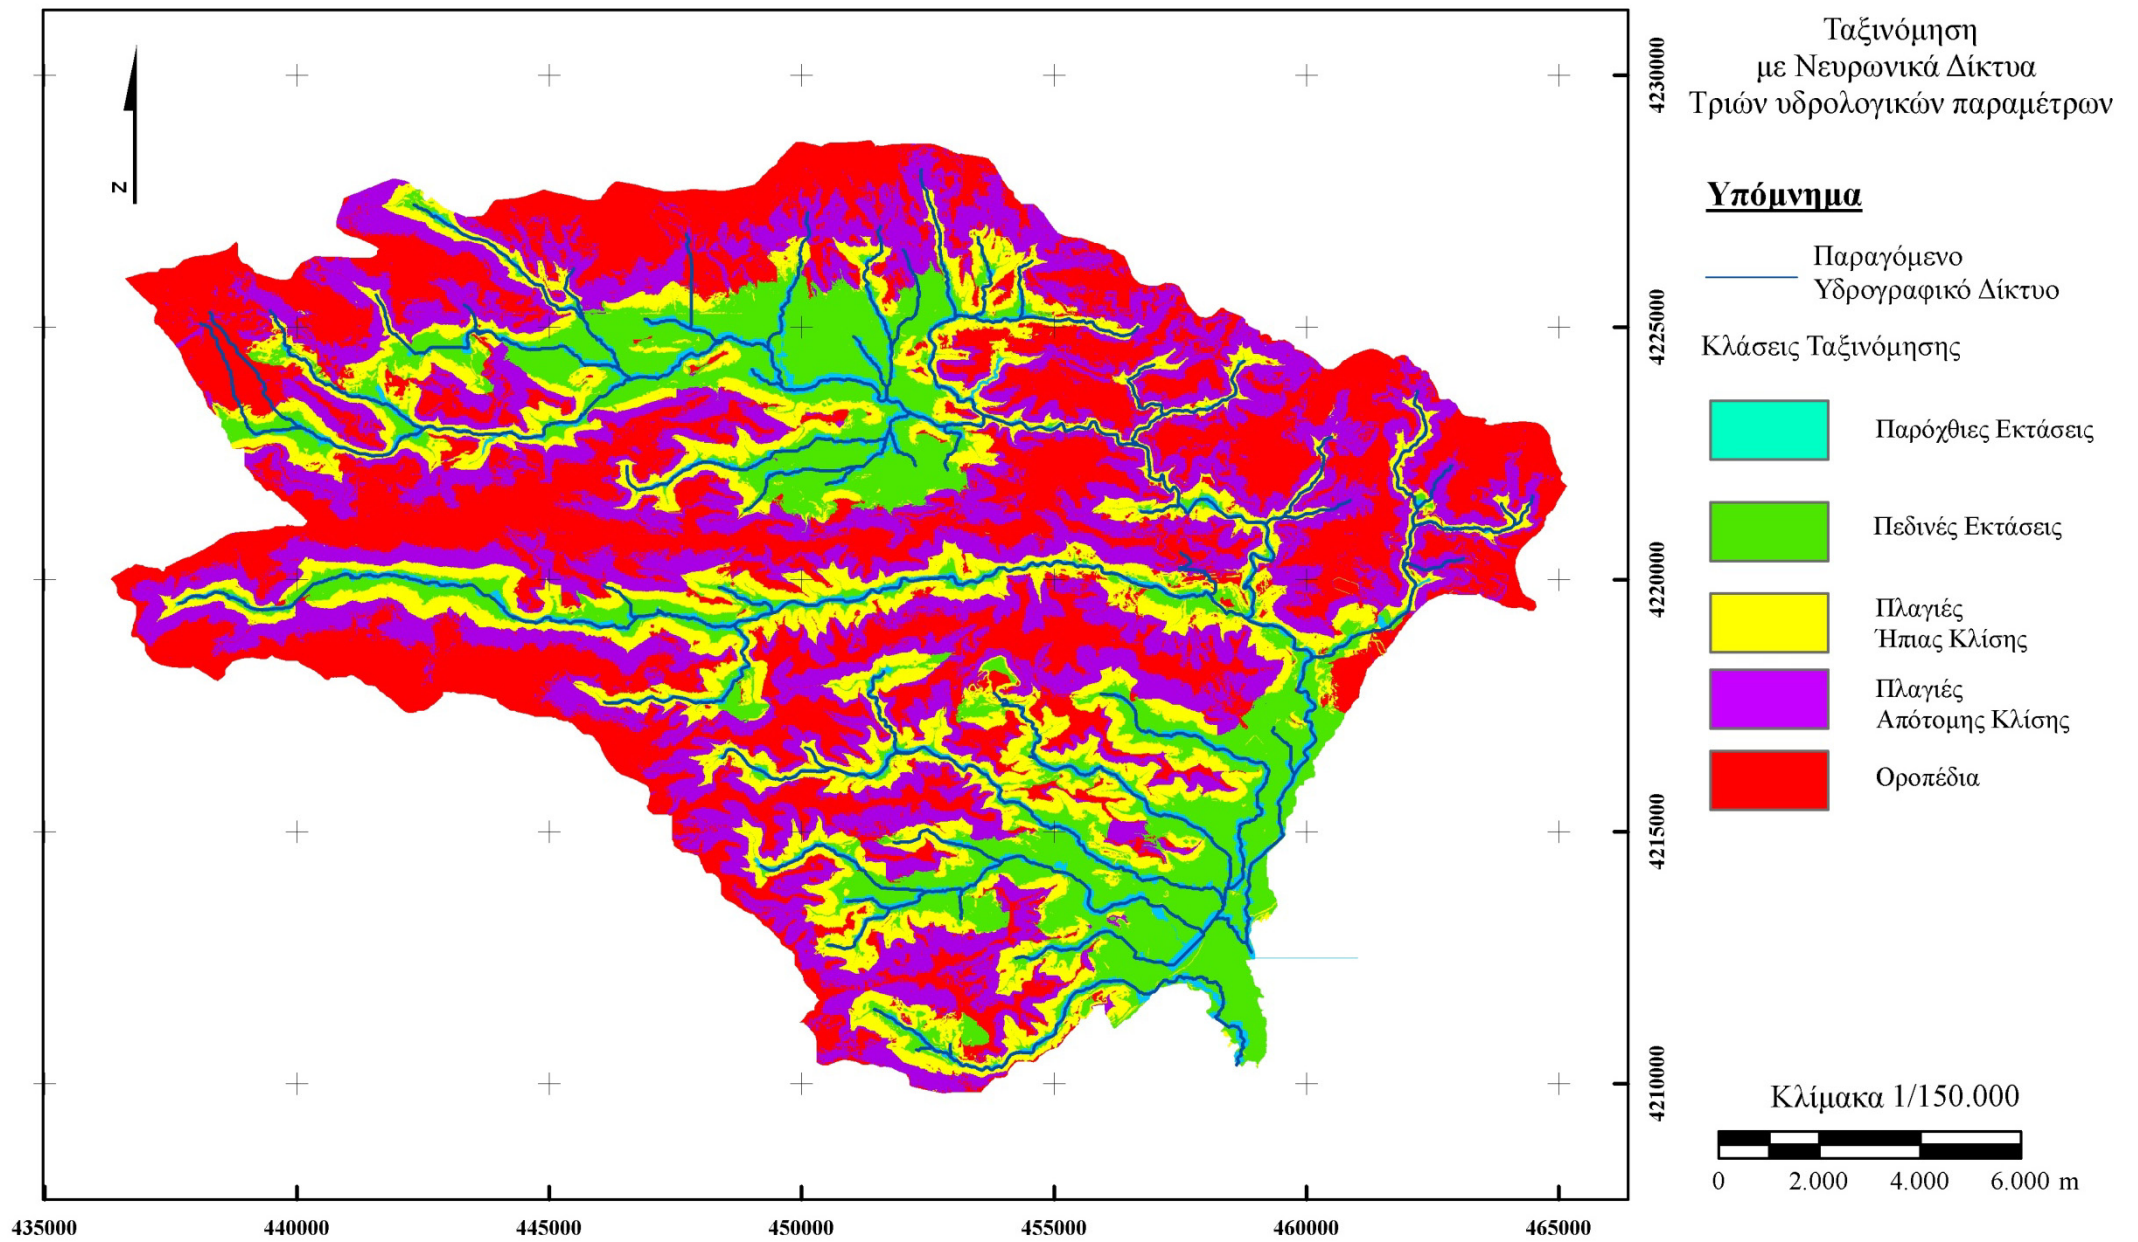 Ταξινόμηση
με Νευρωνικά Δίκτυα
Τριών υδρολογικών παραμέτρων
Υπόμνημα
Παραγόμενο
Υδρογραφικό Δίκτυο
Κλάσεις Ταξινόμησης
Παρόχθιες Εκτάσεις
Πεδινές Εκτάσεις
Πλαγιές
Ήπιας Κλίσης
Πλαγιές
Απότομης Κλίσης
Οροπέδια
Κλίμακα 1/150.000
0 2.000 4.000 6.000 m
N
4230000
4225000
4220000
4215000
4210000
435000 440000 445000 450000 455000 460000 465000